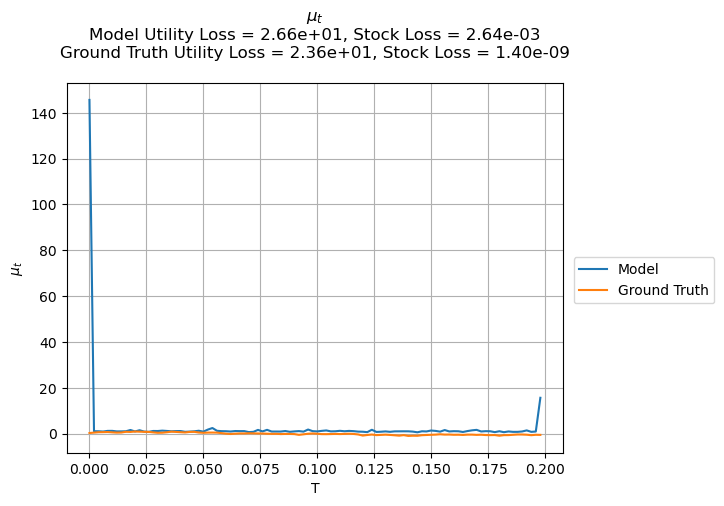 μ_t
Model Utility Loss = 2.66e+01, Stock Loss = 2.64e-03
Ground Truth Utility Loss = 2.36e+01, Stock Loss = 1.40e-09
140
120
100
80
60
40
20
0
μ_t
0.000 0.025 0.050 0.075 0.100 0.125 0.150 0.175 0.200
T
Model
Ground Truth